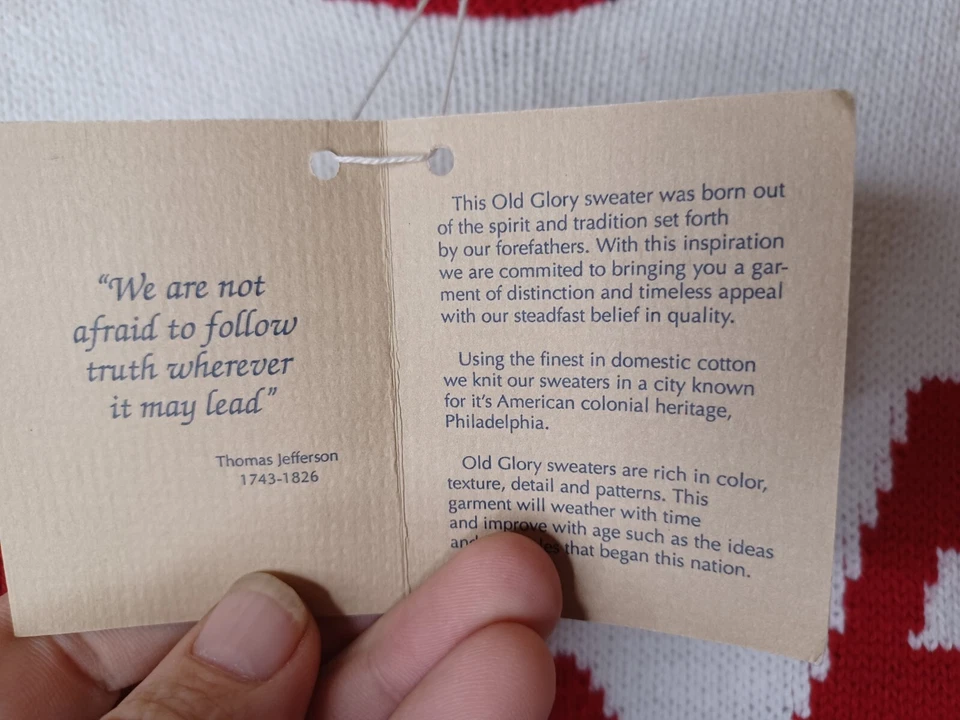 “We are not
afraid to follow
truth wherever
it may lead”
Thomas Jefferson
1743-1826
This Old Glory sweater was born out
of the spirit and tradition set forth
by our forefathers. With this inspiration
we are commited to bringing you a gar-
ment of distinction and timeless appeal
with our steadfast belief in quality.
Using the finest in domestic cotton
we knit our sweaters in a city known
for it's American colonial heritage,
Philadelphia.
Old Glory sweaters are rich in color,
texture, detail and patterns. This
garment will weather with time
and improve with age such as the ideas
and that began this nation.